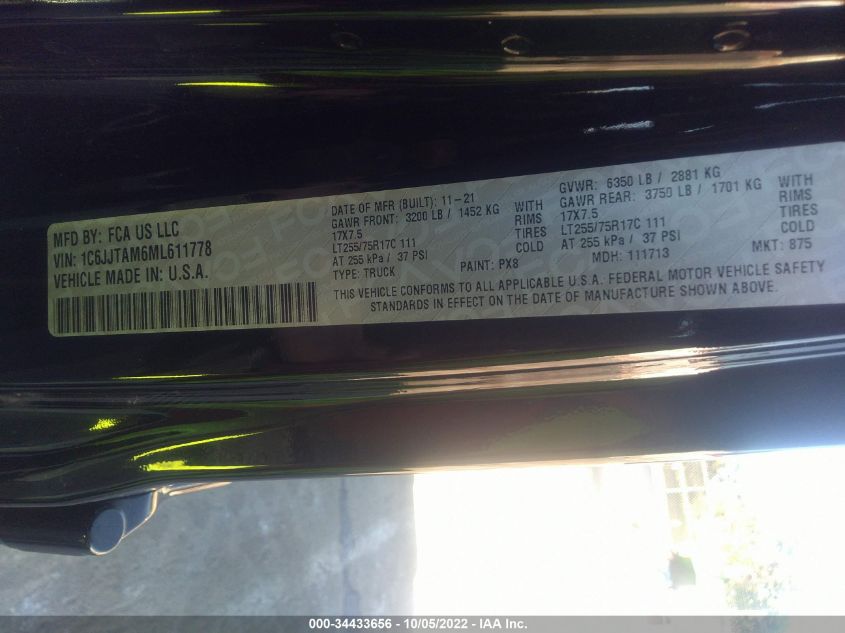 MFD BY: FCA US LLC
VIN: 1C6JJTAM6ML611778
VEHICLE MADE IN U.S.A.
DATE OF MFR (BUILT): 11-21
GAWR FRONT: 3200 LB / 1452 KG WITH
17X7.5 RIMS
LT255/75R17C 111 TIRES
AT 255 kPa / 37 PSI COLD
TYPE: TRUCK PAINT: PX8
GVWR: 6350 LB / 2881 KG
GAWR REAR: 3750 LB / 1701 KG WITH
17X7.5 RIMS
LT255/75R17C 111 TIRES
AT 255 kPa / 37 PSI COLD
MDH: 111713 MKT: 875
THIS VEHICLE CONFORMS TO ALL APPLICABLE U.S.A. FEDERAL MOTOR VEHICLE SAFETY
STANDARDS IN EFFECT ON THE DATE OF MANUFACTURE SHOWN ABOVE.
000-34433656 - 10/05/2022 - IAA Inc.